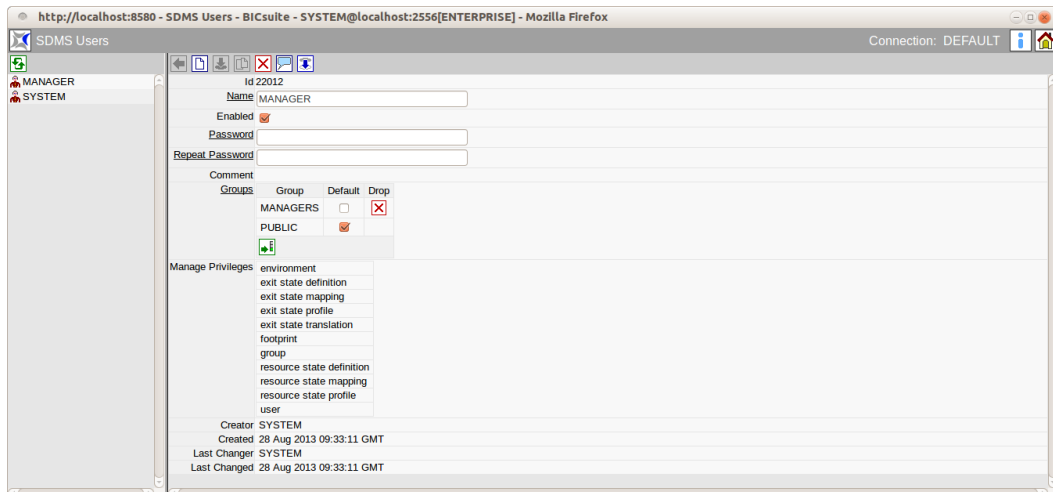 http://localhost:8580 - SDMS Users - BICsuite - SYSTEM@localhost:2556[ENTERPRISE] - Mozilla Firefox
SDMS Users
Connection: DEFAULT
MANAGER
SYSTEM
Id 22012
Name MANAGER
Enabled
Password
Repeat Password
Comment
Groups Group Default Drop
MANAGERS
PUBLIC
Manage Privileges environment
exit state definition
exit state mapping
exit state profile
exit state translation
footprint
group
resource state definition
resource state mapping
resource state profile
user
Creator SYSTEM
Created 28 Aug 2013 09:33:11 GMT
Last Changer SYSTEM
Last Changed 28 Aug 2013 09:33:11 GMT